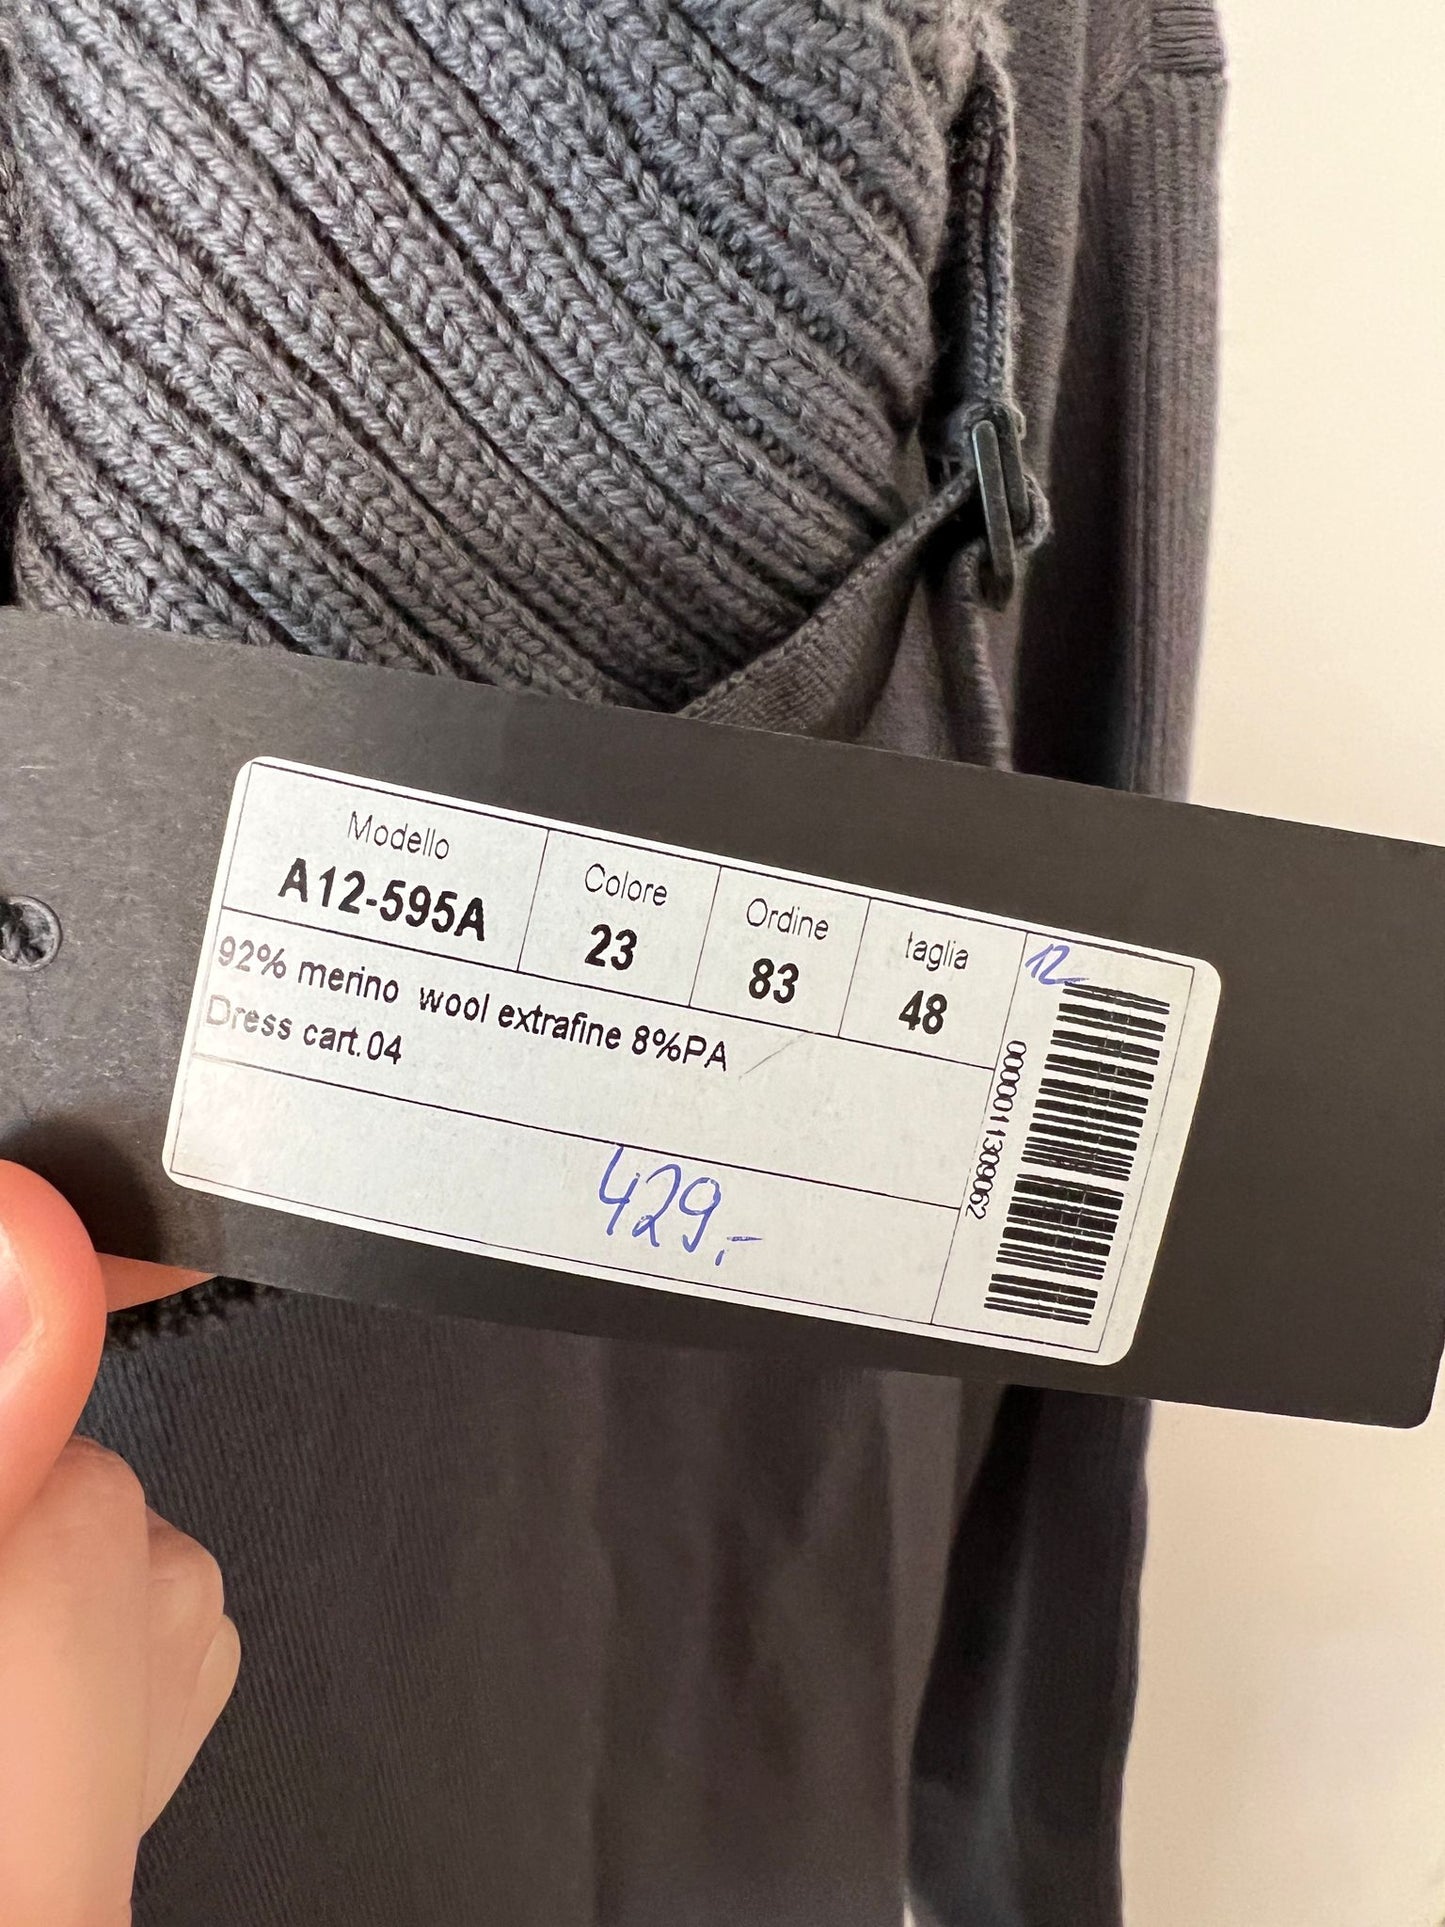 Modello Colore Ordine taglia
A12-595A 23 83 48
12
92% merino wool extrafine 8%PA
Dress cart.04
0000011309062
429,-